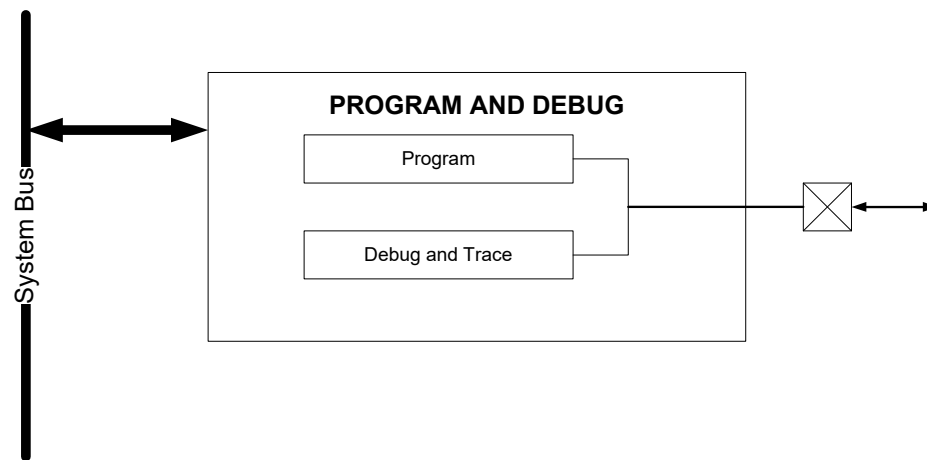 PROGRAM AND DEBUG
Program
System Bus
Debug and Trace